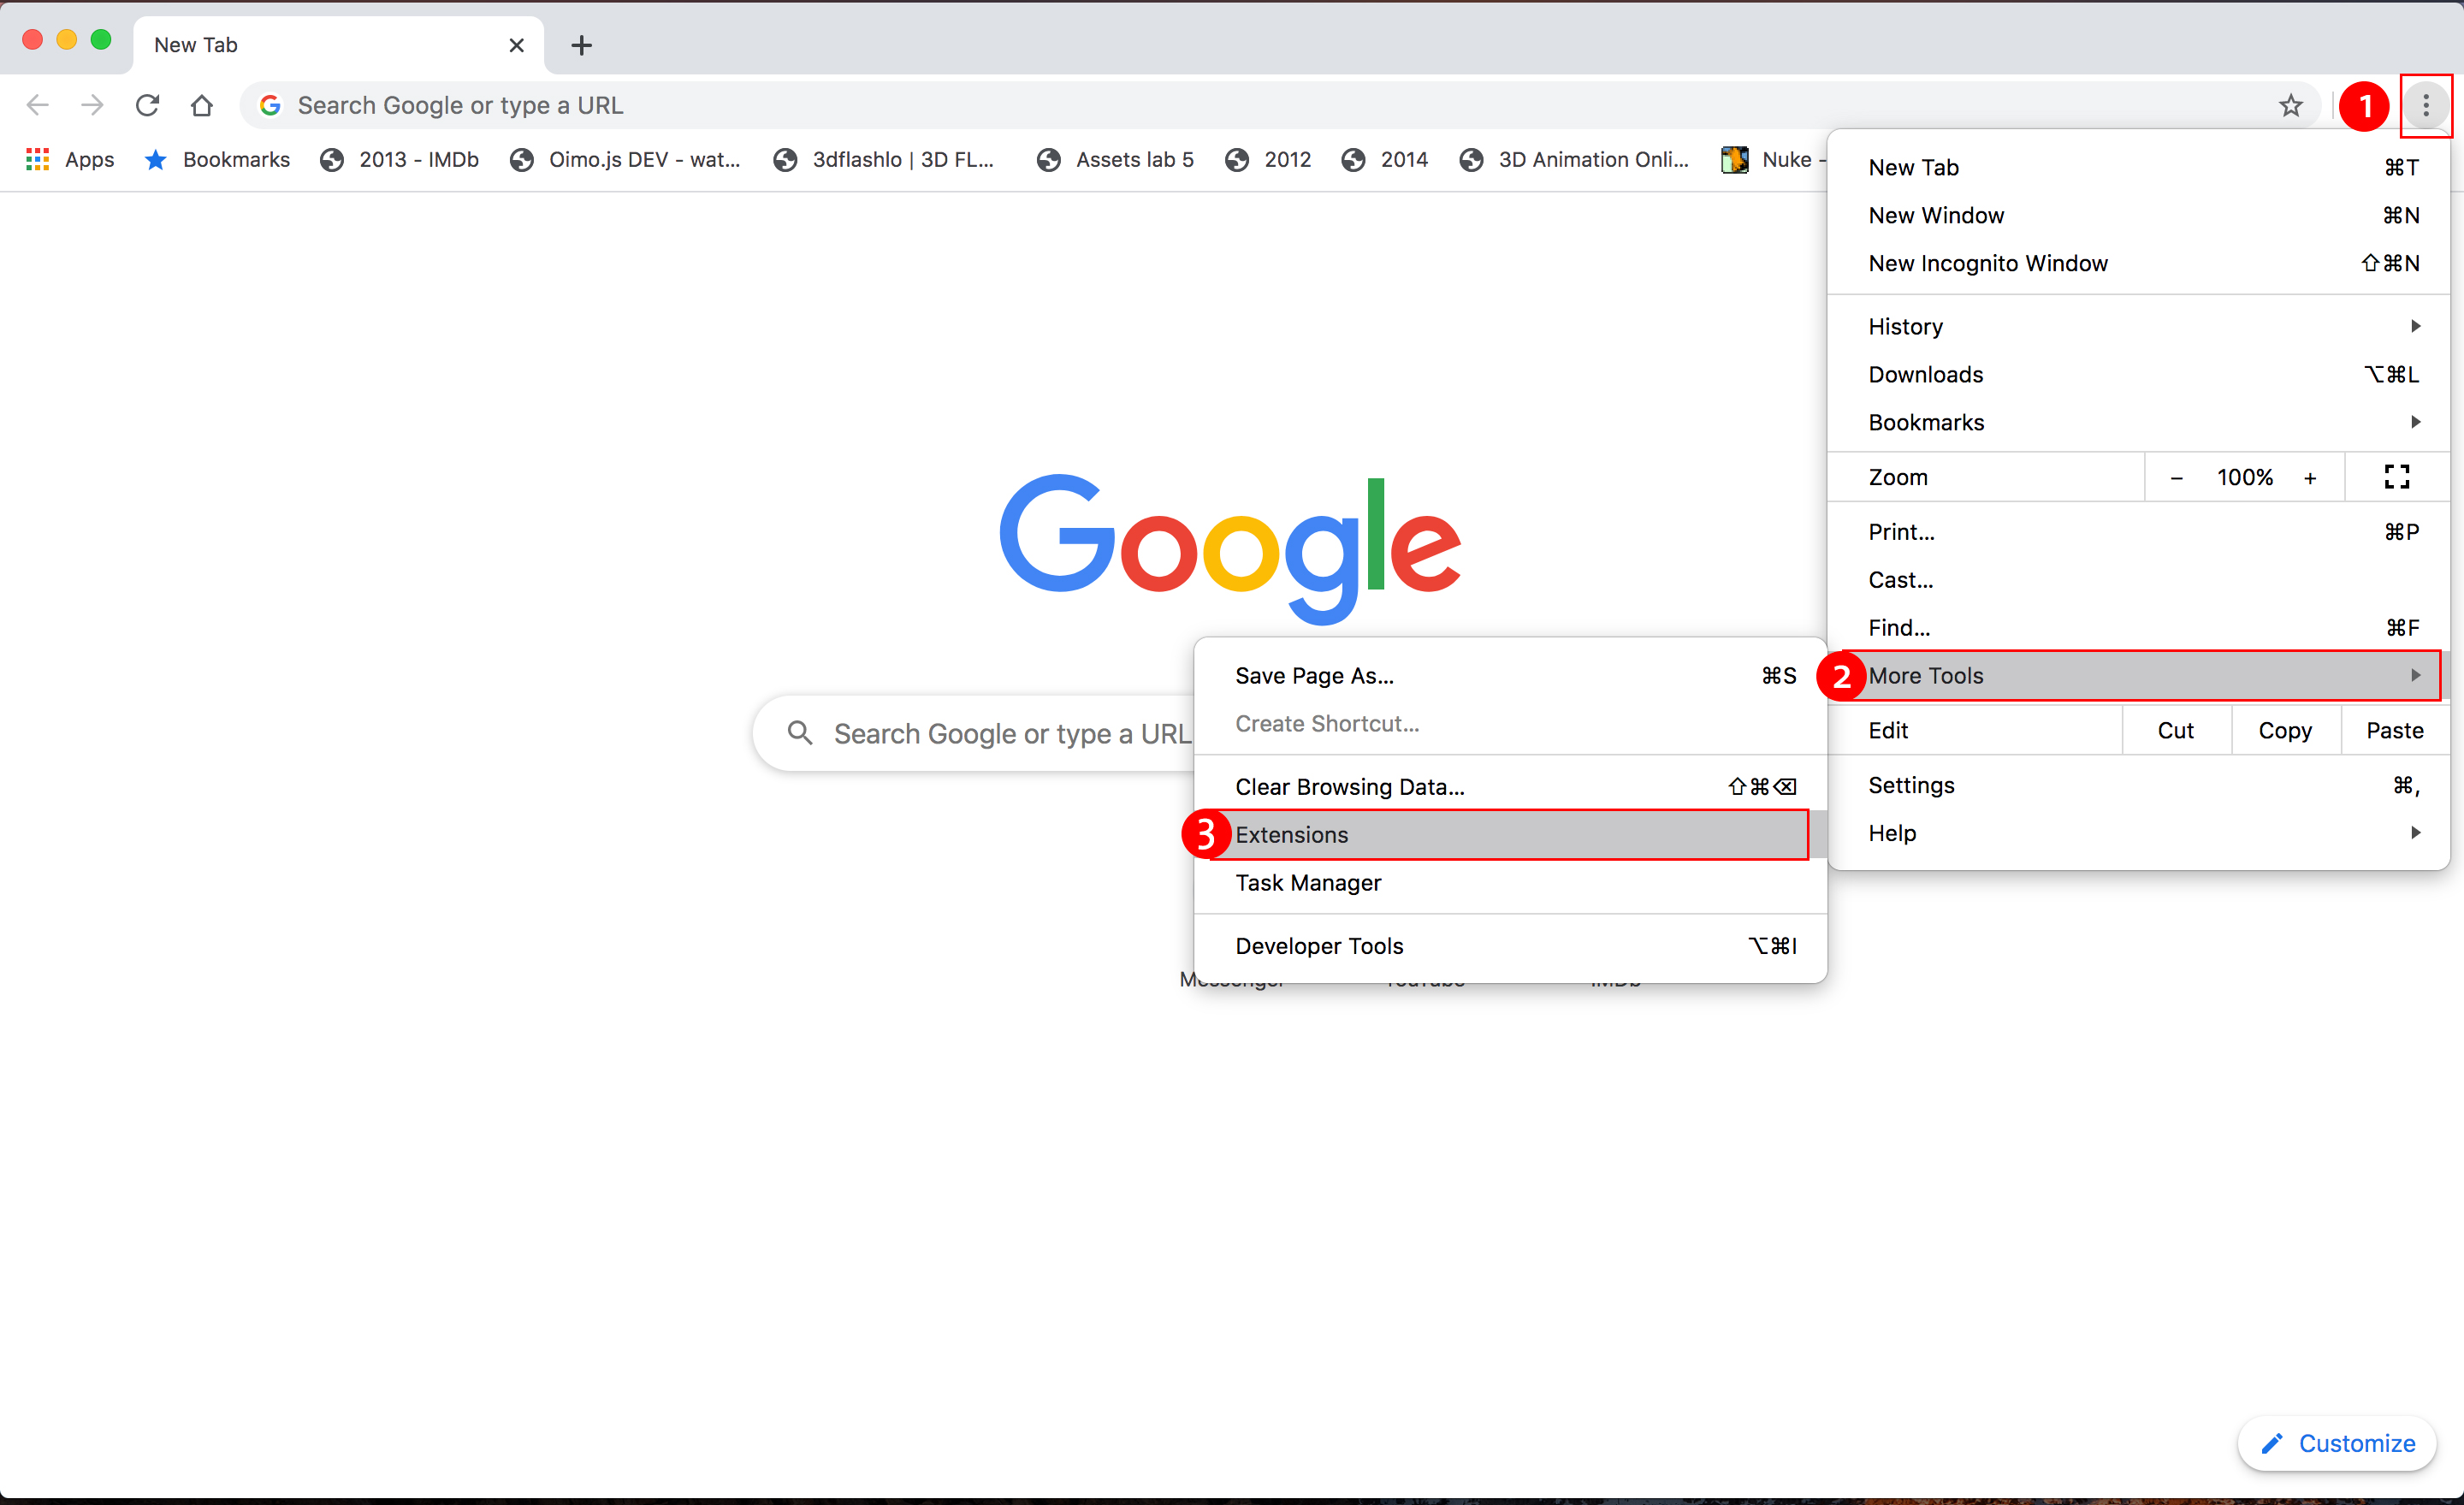 New Tab
Search Google or type a URL
1
Apps
Bookmarks
2013 - IMDb
Oimo.js DEV - wat...
3dflashlo | 3D FL...
Assets lab 5
2012
2014
3D Animation Onli...
Nuke -
New Tab ⌘T
New Window ⌘N
New Incognito Window ⇧⌘N
History
Downloads ⌥⌘L
Bookmarks
Zoom – 100% +
Print... ⌘P
Cast...
Find... ⌘F
2 More Tools
Edit Cut Copy Paste
Settings ⌘,
Help
Google
Search Google or type a URL
Save Page As... ⌘S
Create Shortcut...
Clear Browsing Data... ⇧⌘⌫
3 Extensions
Task Manager
Developer Tools ⌥⌘I
Messenger YouTube IMDb
Customize